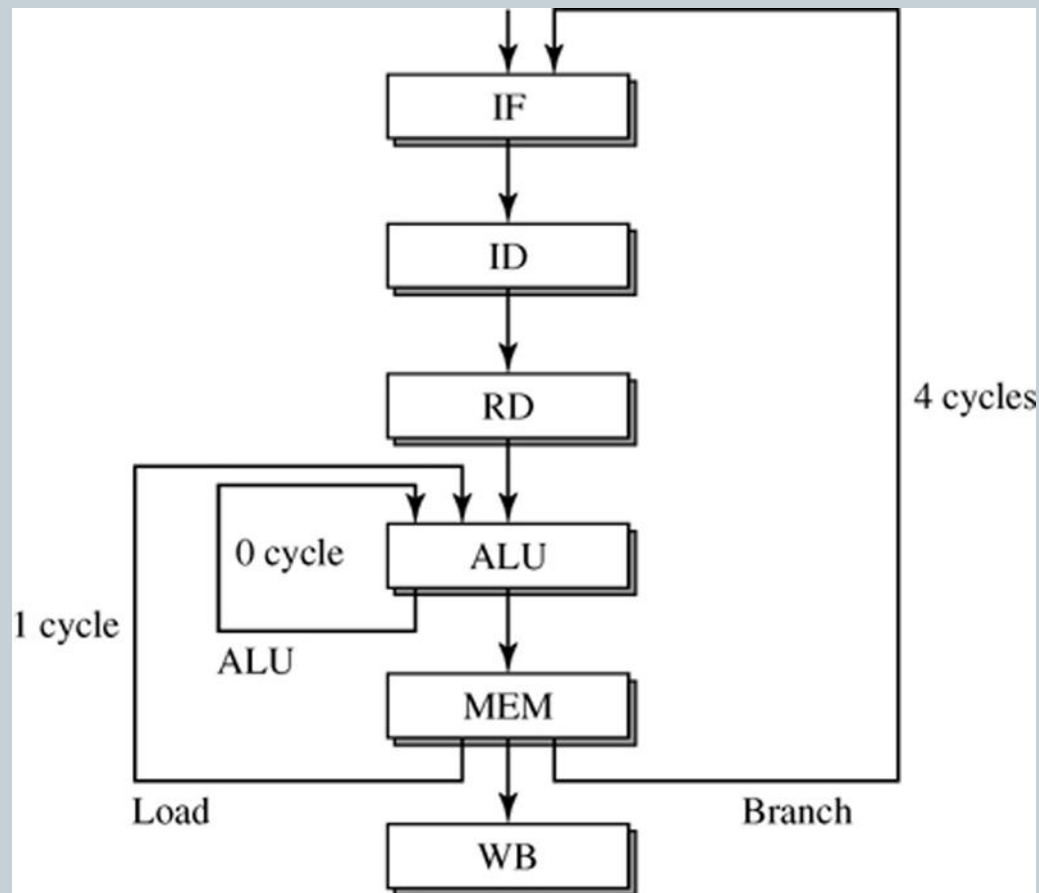 IF
ID
RD
4 cycles
0 cycle
ALU
1 cycle
ALU
MEM
Load
Branch
WB